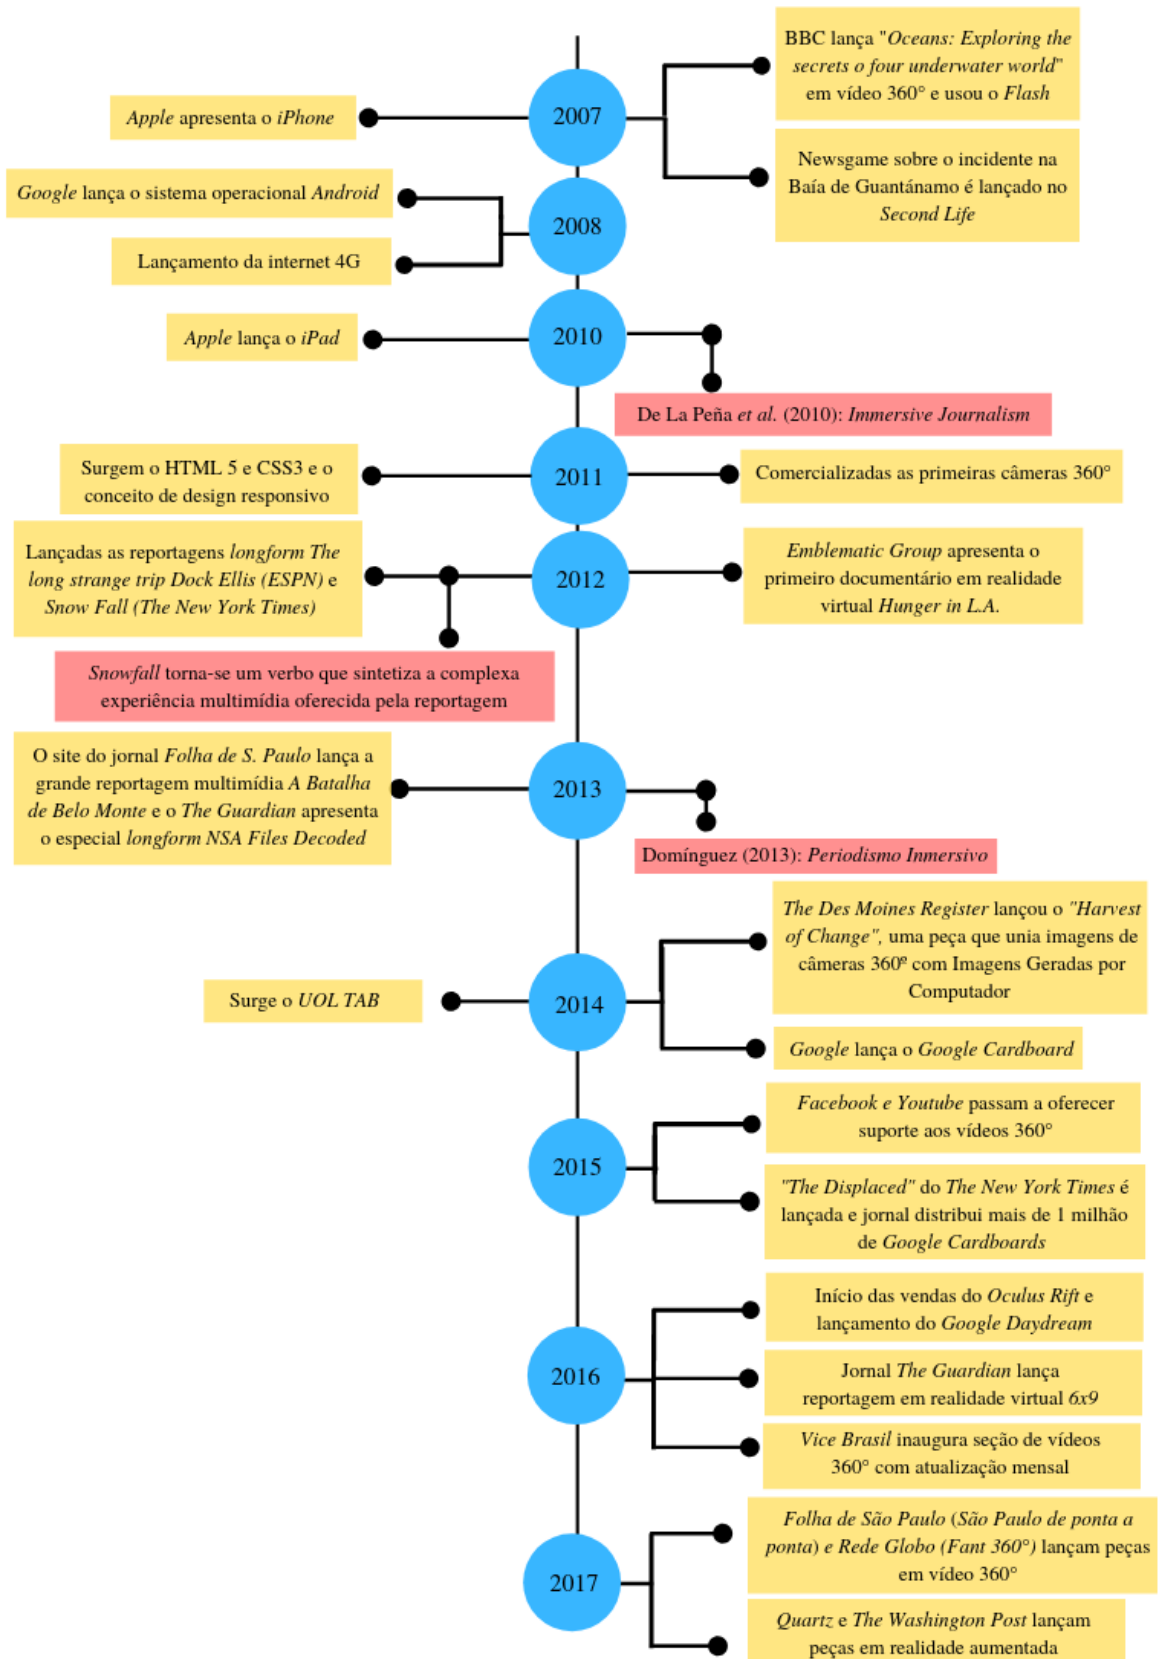 BBC lança "Oceans: Exploring the
secrets o four underwater world"
em vídeo 360° e usou o Flash
Apple apresenta o iPhone
2007
Newsgame sobre o incidente na
Baía de Guantánamo é lançado no
Second Life
Google lança o sistema operacional Android
2008
Lançamento da internet 4G
Apple lança o iPad
2010
De La Peña et al. (2010): Immersive Journalism
Surgem o HTML 5 e CSS3 e o
conceito de design responsivo
2011
Comercializadas as primeiras câmeras 360°
Lançadas as reportagens longform The
long strange trip Dock Ellis (ESPN) e
Snow Fall (The New York Times)
2012
Emblematic Group apresenta o
primeiro documentário em realidade
virtual Hunger in L.A.
Snowfall torna-se um verbo que sintetiza a complexa
experiência multimídia oferecida pela reportagem
O site do jornal Folha de S. Paulo lança a
grande reportagem multimídia A Batalha
de Belo Monte e o The Guardian apresenta
o especial longform NSA Files Decoded
2013
Domínguez (2013): Periodismo Inmersivo
The Des Moines Register lançou o "Harvest
of Change", uma peça que unia imagens de
câmeras 360º com Imagens Geradas por
Computador
Surge o UOL TAB
2014
Google lança o Google Cardboard
Facebook e Youtube passam a oferecer
suporte aos vídeos 360°
2015
"The Displaced" do The New York Times é
lançada e jornal distribui mais de 1 milhão
de Google Cardboards
Início das vendas do Oculus Rift e
lançamento do Google Daydream
2016
Jornal The Guardian lança
reportagem em realidade virtual 6x9
Vice Brasil inaugura seção de vídeos
360° com atualização mensal
Folha de São Paulo (São Paulo de ponta a
ponta) e Rede Globo (Fant 360°) lançam peças
em vídeo 360°
2017
Quartz e The Washington Post lançam
peças em realidade aumentada